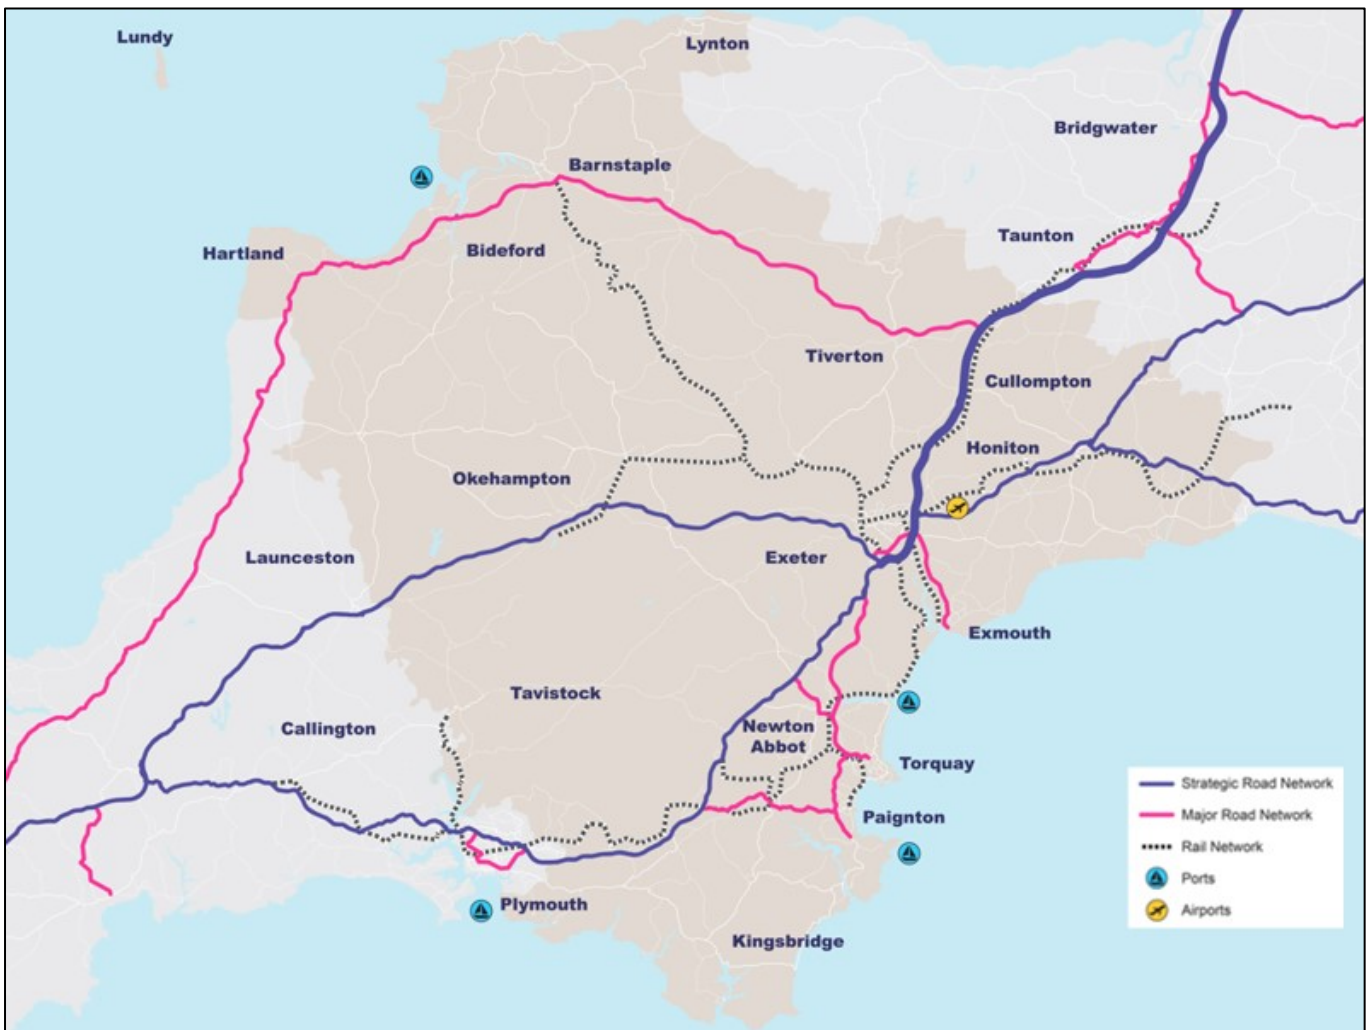 Lundy
Lynton
Bridgwater
Barnstaple
Taunton
Hartland
Bideford
Tiverton
Cullompton
Honiton
Okehampton
Launceston
Exeter
Exmouth
Tavistock
Callington
Newton
Abbot
Torquay
Paignton
Plymouth
Kingsbridge
Strategic Road Network
Major Road Network
Rail Network
Ports
Airports